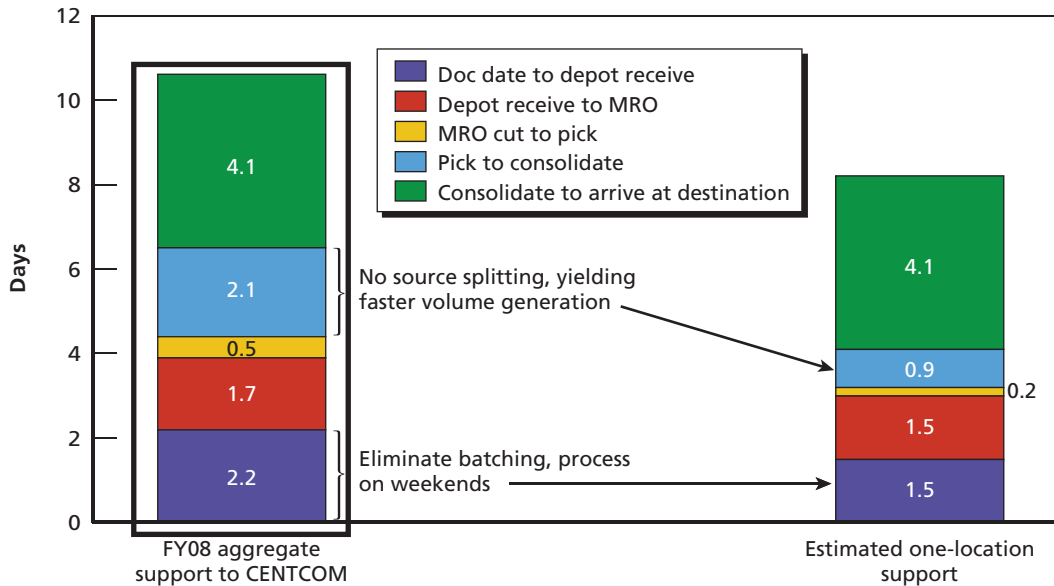 12
10
8
6
4
2
0
Days
Doc date to depot receive
Depot receive to MRO
MRO cut to pick
Pick to consolidate
Consolidate to arrive at destination
4.1
2.1
0.5
1.7
2.2
No source splitting, yielding
faster volume generation
Eliminate batching, process
on weekends
4.1
0.9
0.2
1.5
1.5
FY08 aggregate
support to CENTCOM
Estimated one-location
support